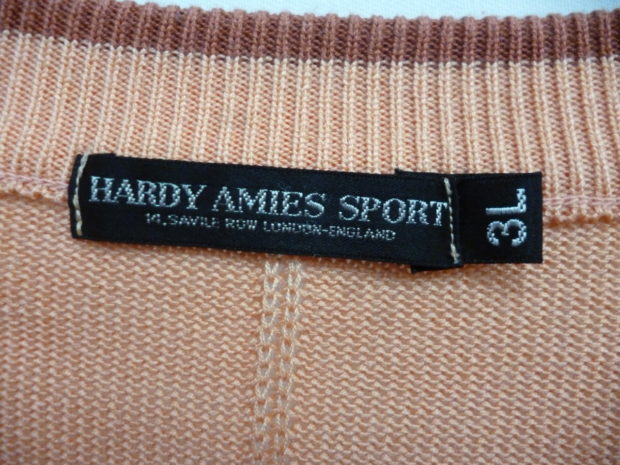 HARDY AMIES SPORT
14, SAVILE ROW LONDON-ENGLAND
3L